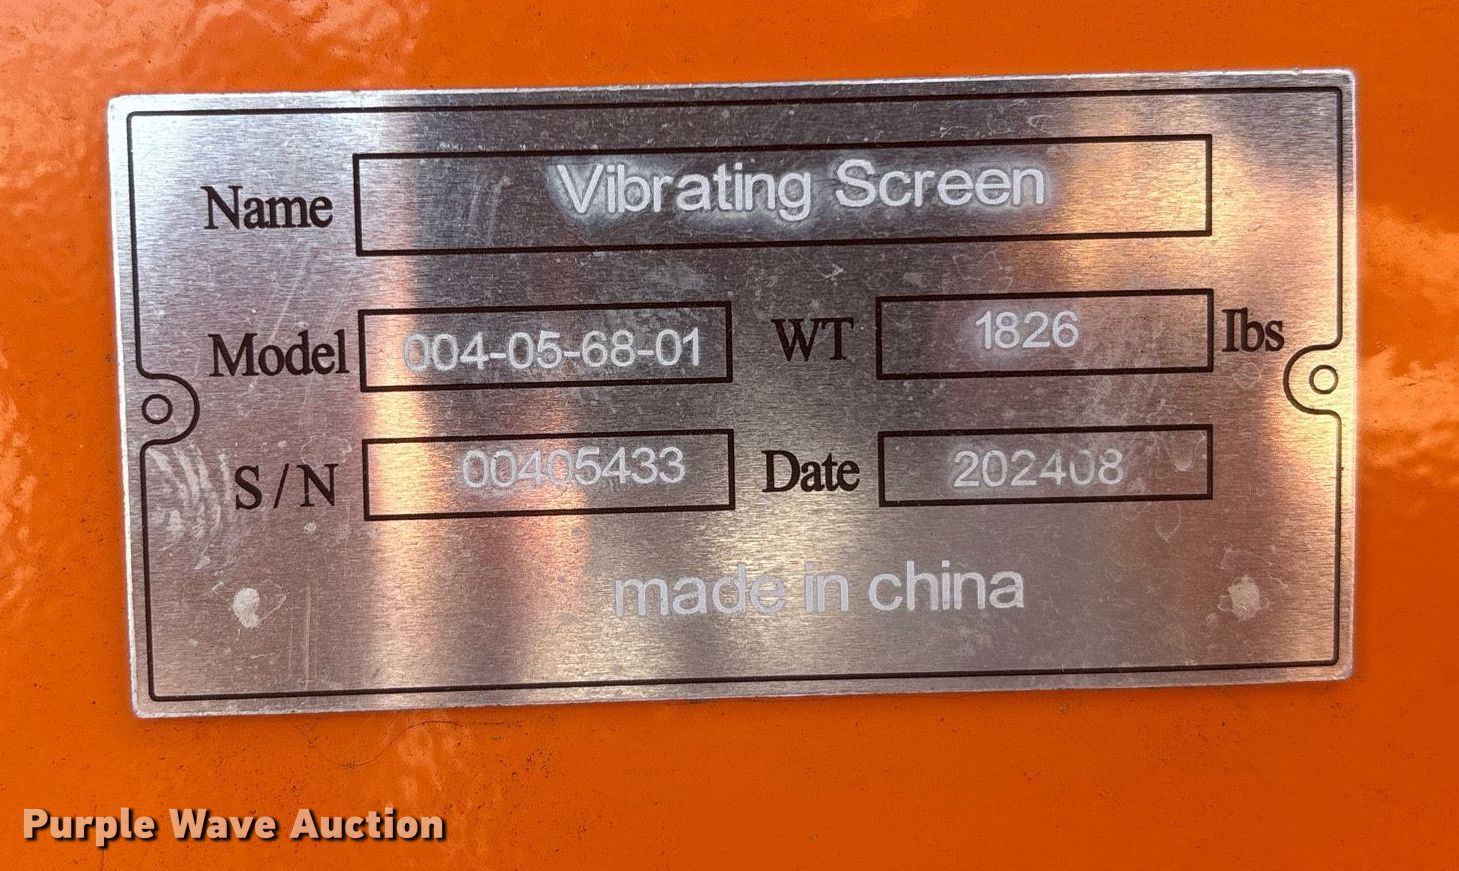 Name Vibrating Screen
Model 004-05-68-01 WT 1826 Ibs
S/N 00405433 Date 202408
made in china
Purple Wave Auction